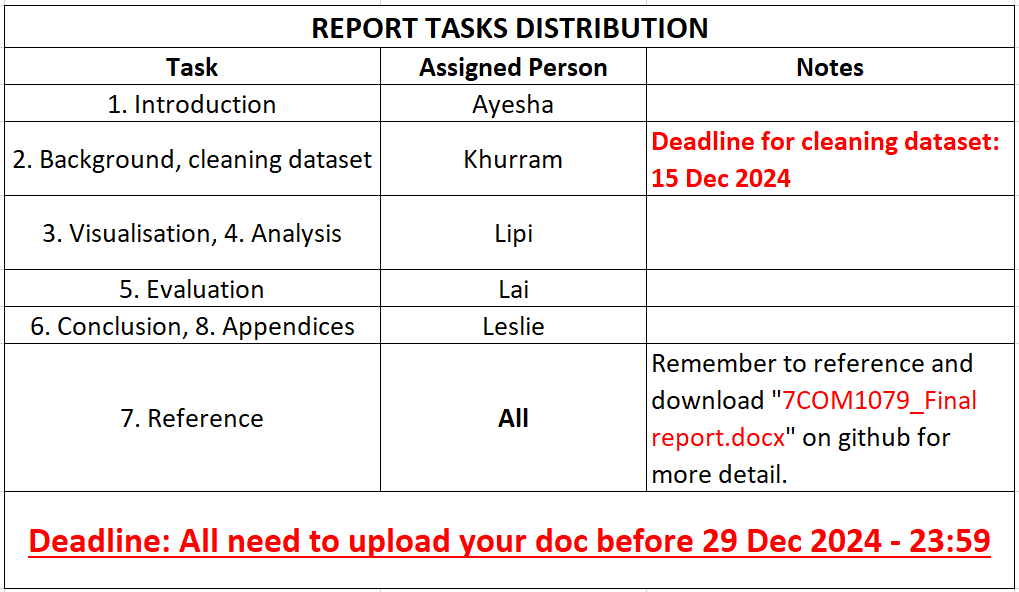 REPORT TASKS DISTRIBUTION
Task Assigned Person Notes
1. Introduction Ayesha
2. Background, cleaning dataset Khurram Deadline for cleaning dataset:
15 Dec 2024
3. Visualisation, 4. Analysis Lipi
5. Evaluation Lai
6. Conclusion, 8. Appendices Leslie
7. Reference All Remember to reference and
download "7COM1079_Final
report.docx" on github for
more detail.
Deadline: All need to upload your doc before 29 Dec 2024 - 23:59